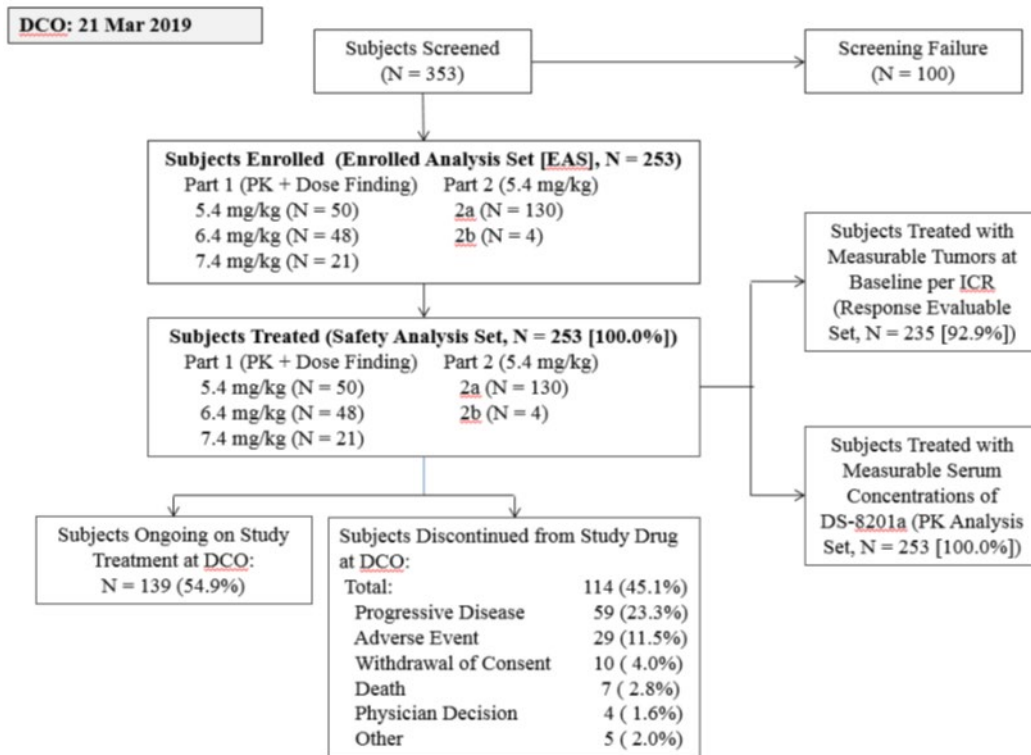 DCO: 21 Mar 2019
Subjects Screened
(N = 353)
Screening Failure
(N = 100)
Subjects Enrolled (Enrolled Analysis Set [EAS], N = 253)
Part 1 (PK + Dose Finding) Part 2 (5.4 mg/kg)
5.4 mg/kg (N = 50) 2a (N = 130)
6.4 mg/kg (N = 48) 2b (N = 4)
7.4 mg/kg (N = 21)
Subjects Treated with
Measurable Tumors at
Baseline per ICR
(Response Evaluable
Set, N = 235 [92.9%])
Subjects Treated (Safety Analysis Set, N = 253 [100.0%])
Part 1 (PK + Dose Finding) Part 2 (5.4 mg/kg)
5.4 mg/kg (N = 50) 2a (N = 130)
6.4 mg/kg (N = 48) 2b (N = 4)
7.4 mg/kg (N = 21)
Subjects Treated with
Measurable Serum
Concentrations of
DS-8201a (PK Analysis
Set, N = 253 [100.0%])
Subjects Ongoing on Study
Treatment at DCO:
N = 139 (54.9%)
Subjects Discontinued from Study Drug
at DCO:
Total: 114 (45.1%)
Progressive Disease 59 (23.3%)
Adverse Event 29 (11.5%)
Withdrawal of Consent 10 ( 4.0%)
Death 7 ( 2.8%)
Physician Decision 4 ( 1.6%)
Other 5 ( 2.0%)